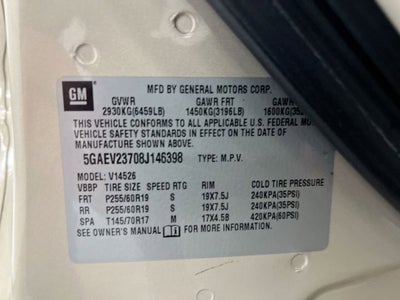 GM
MFD BY GENERAL MOTORS CORP.
GVWR GAWR FRT GAWR
2930KG(6459LB) 1450KG(3196LB)
THIS VEHICLE CONFORMS TO ALL APPLICABLE U.S. FEDERAL MOTOR
VEHICLE SAFETY STANDARDS IN EFFECT ON THE DATE OF
MANUFACTURE SHOWN ABOVE.
5GAEV23708J146398 TYPE: M.P.V.
MODEL: V14526
VBBP TIRE SIZE SPEED RTG RIM COLD TIRE PRESSURE
FRT P255/60R19 S 19X7.5J 240KPA(35PSI)
RR P255/60R19 S 19X7.5J 240KPA(35PSI)
SPA T145/70R17 M 17X4.5B 420KPA(60PSI)
SEE OWNER'S MANUAL FOR MORE INFORMATION.